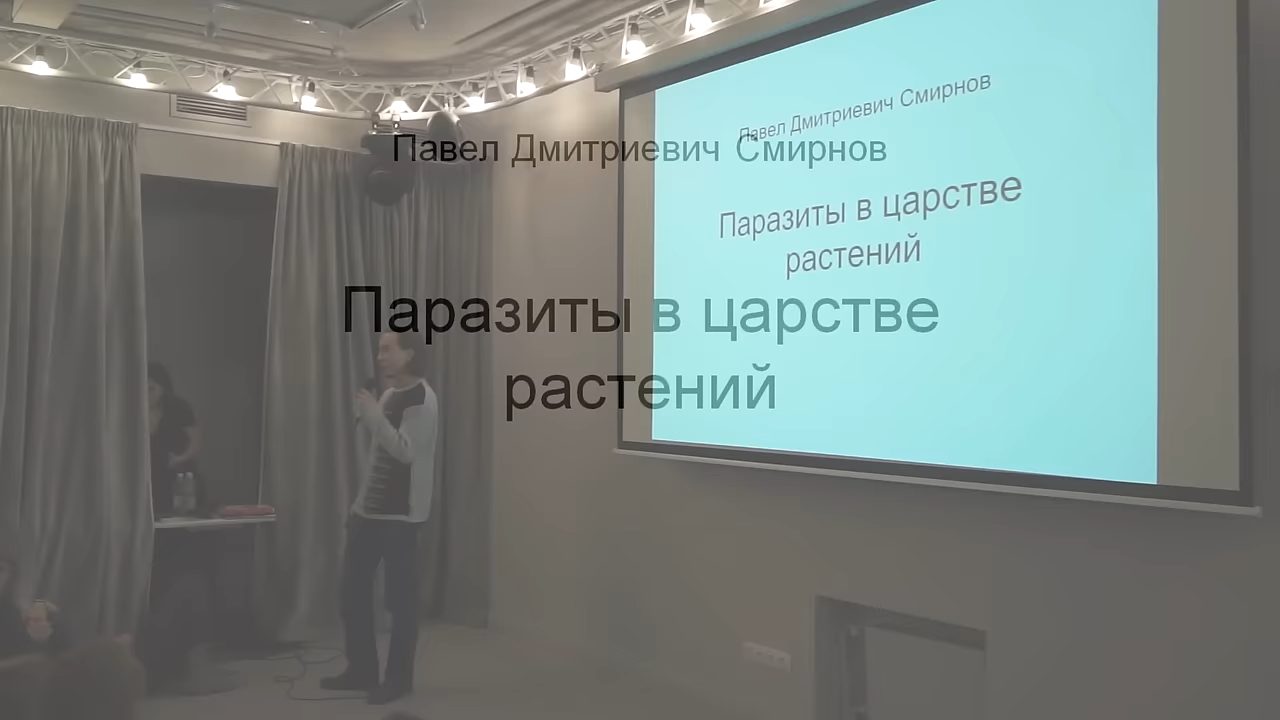 Павел Дмитриевич Смирнов
Паразиты в царстве
растений
Павел Дмитриевич Смирнов
Паразиты в царстве
растений